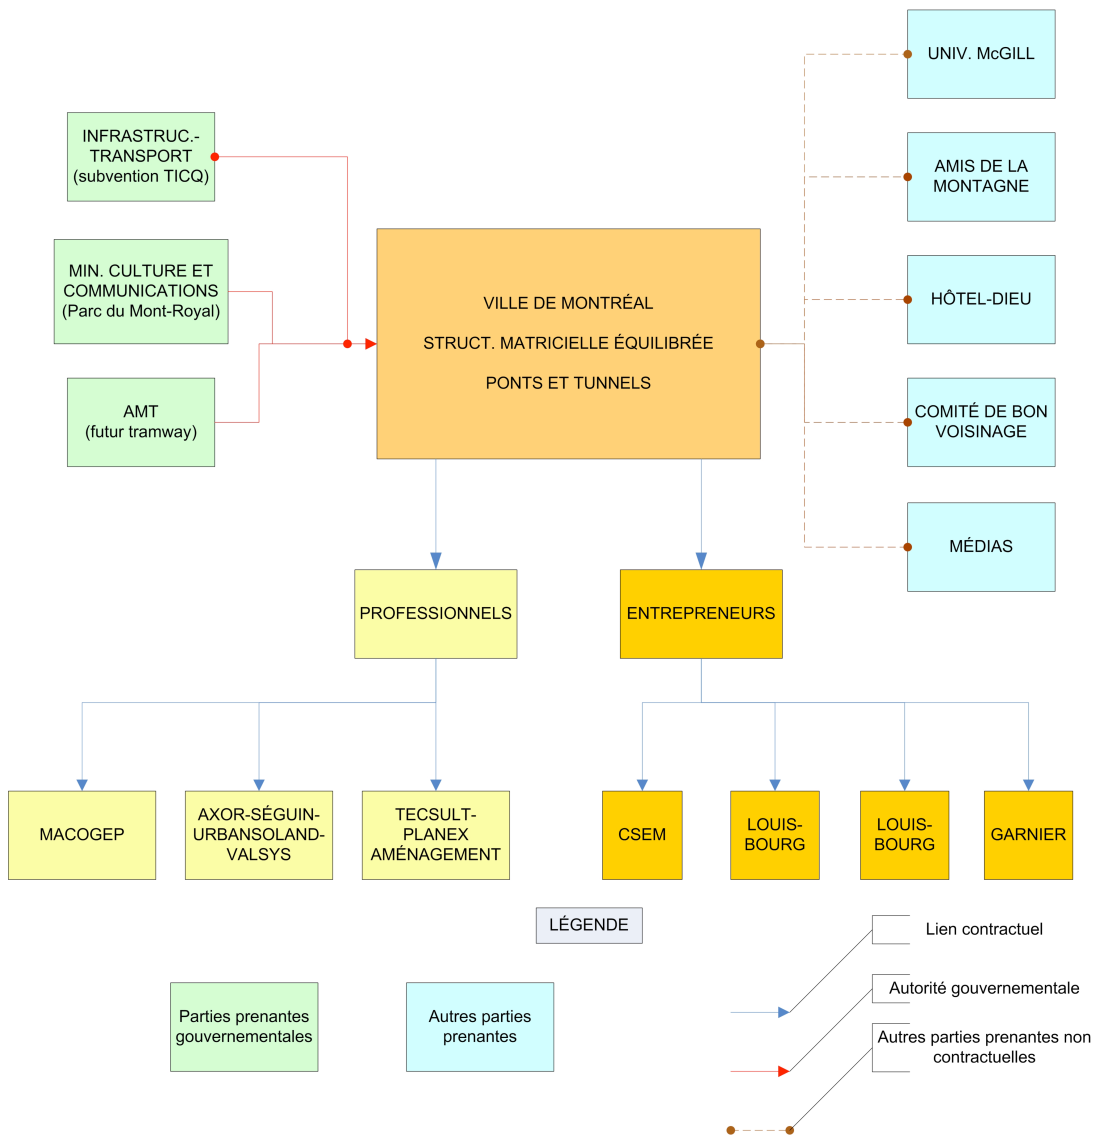 UNIV. McGILL
INFRASTRUC.-
TRANSPORT
(subvention TICQ)
AMIS DE LA
MONTAGNE
MIN. CULTURE ET
COMMUNICATIONS
(Parc du Mont-Royal)
VILLE DE MONTRÉAL
STRUCT. MATRICIELLE ÉQUILIBRÉE
PONTS ET TUNNELS
HÔTEL-DIEU
AMT
(futur tramway)
COMITÉ DE BON
VOISINAGE
MÉDIAS
PROFESSIONNELS
ENTREPRENEURS
MACOGEP
AXOR-SÉGUIN-
URBANSOLAND-
VALSYS
TECSULT-
PLANEX
AMÉNAGEMENT
CSEM
LOUIS-
BOURG
LOUIS-
BOURG
GARNIER
LÉGENDE
Lien contractuel
Autorité gouvernementale
Parties prenantes
gouvernementales
Autres parties
prenantes
Autres parties prenantes non
contractuelles